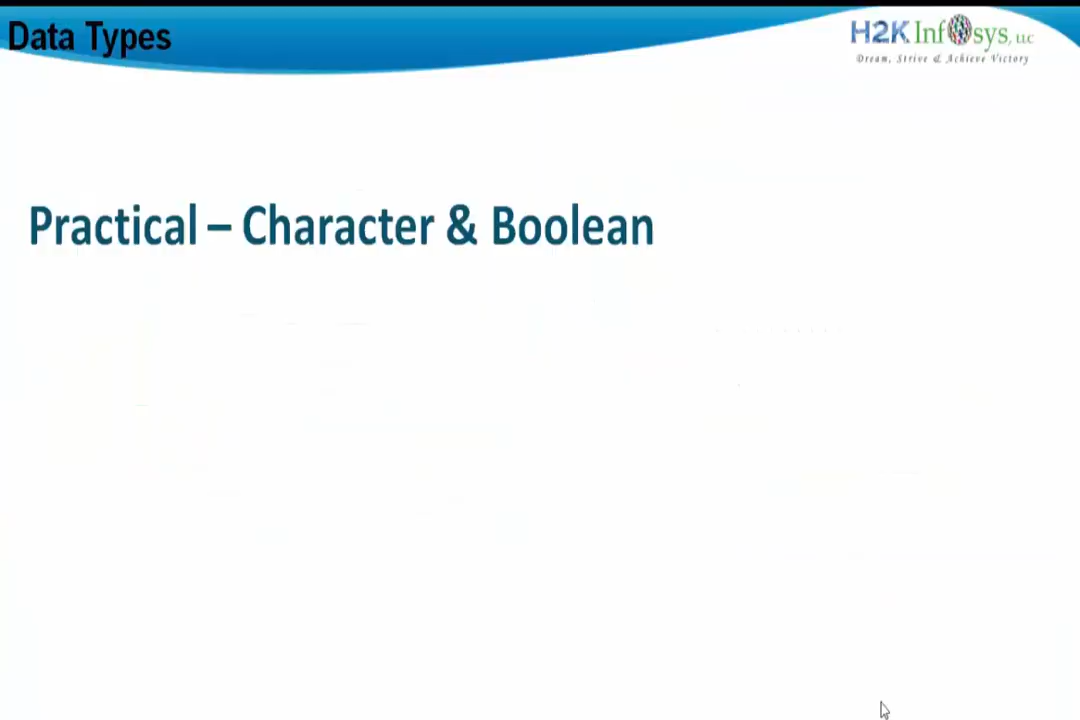 Data Types
H2K Infosys, LLC
Dream, Strive & Achieve Victory
Practical – Character & Boolean